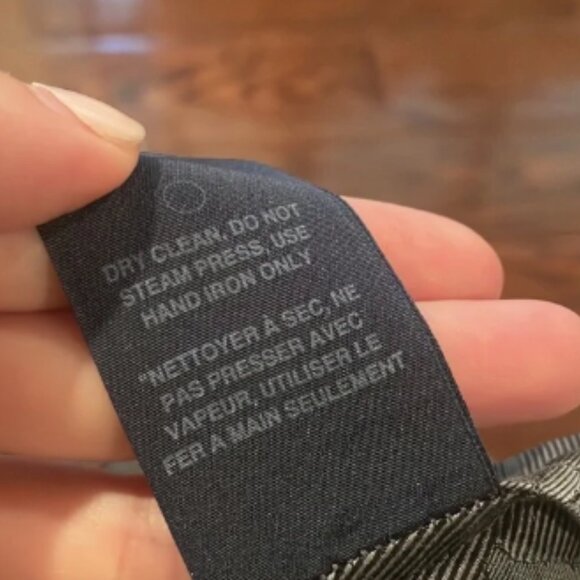 DRY CLEAN, DO NOT
STEAM PRESS, USE
HAND IRON ONLY
"NETTOYER À SEC, NE
PAS PRESSER AVEC
VAPEUR, UTILISER LE
FER A MAIN SEULEMENT